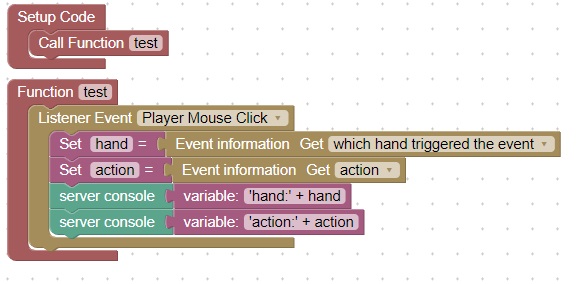 Setup Code
Call Function test
Function test
Listener Event Player Mouse Click
Set hand = Event information Get which hand triggered the event
Set action = Event information Get action
server console variable: 'hand:' + hand
server console variable: 'action:' + action